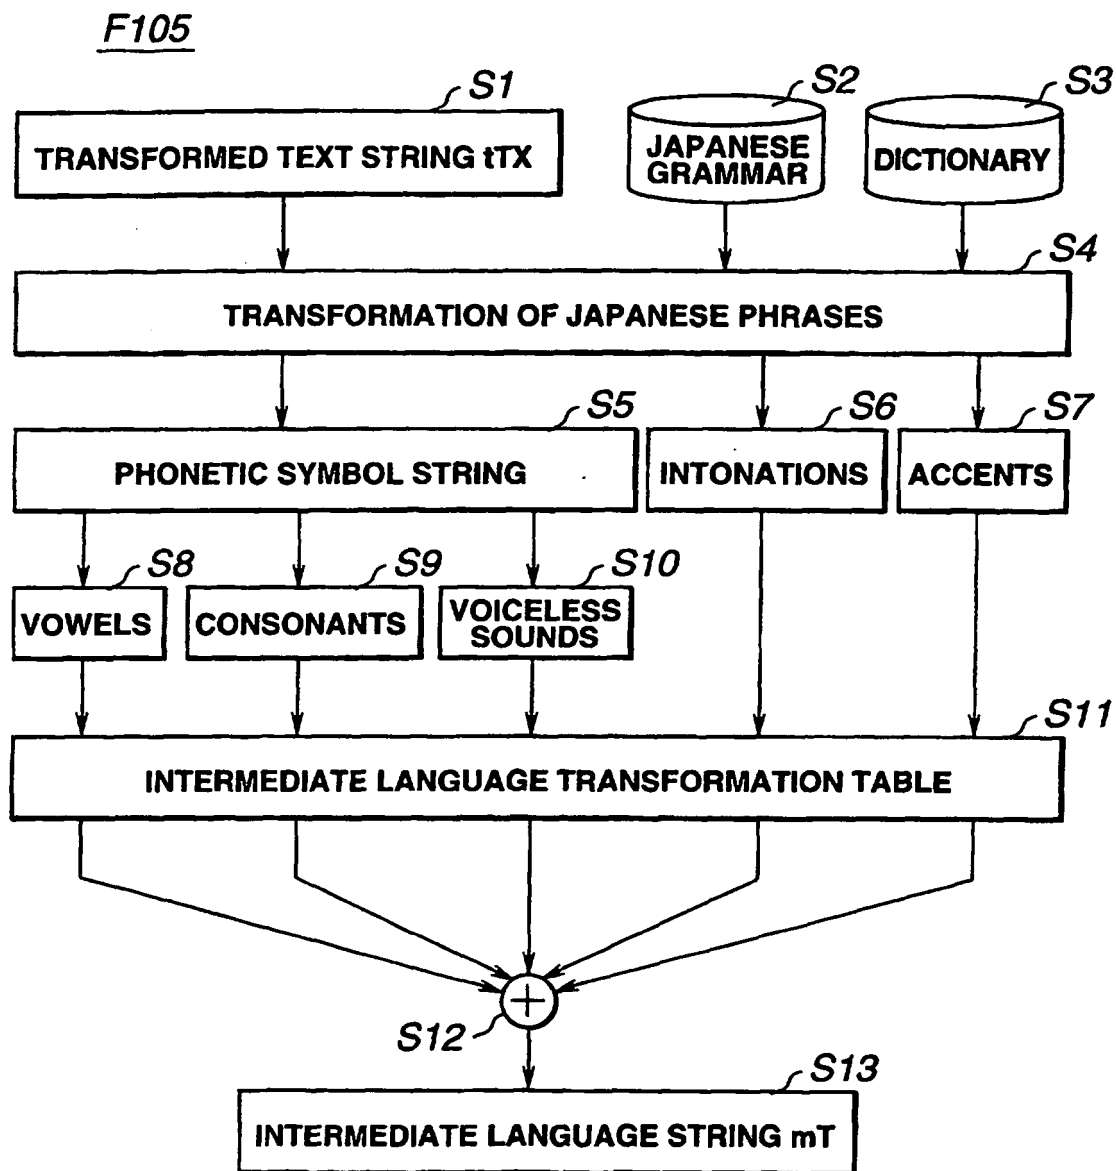 F105
S1
S2
S3
TRANSFORMED TEXT STRING tTX
JAPANESE
GRAMMAR
DICTIONARY
S4
TRANSFORMATION OF JAPANESE PHRASES
S5
S6
S7
PHONETIC SYMBOL STRING
INTONATIONS
ACCENTS
S8
S9
S10
VOWELS
CONSONANTS
VOICELESS
SOUNDS
S11
INTERMEDIATE LANGUAGE TRANSFORMATION TABLE
+
S12
S13
INTERMEDIATE LANGUAGE STRING mT